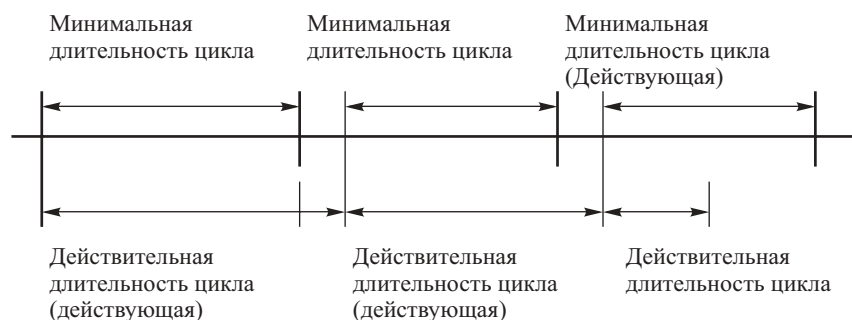 Минимальная
длительность цикла
Минимальная
длительность цикла
Минимальная
длительность цикла
(Действующая)
Действительная
длительность цикла
(действующая)
Действительная
длительность цикла
(действующая)
Действительная
длительность цикла